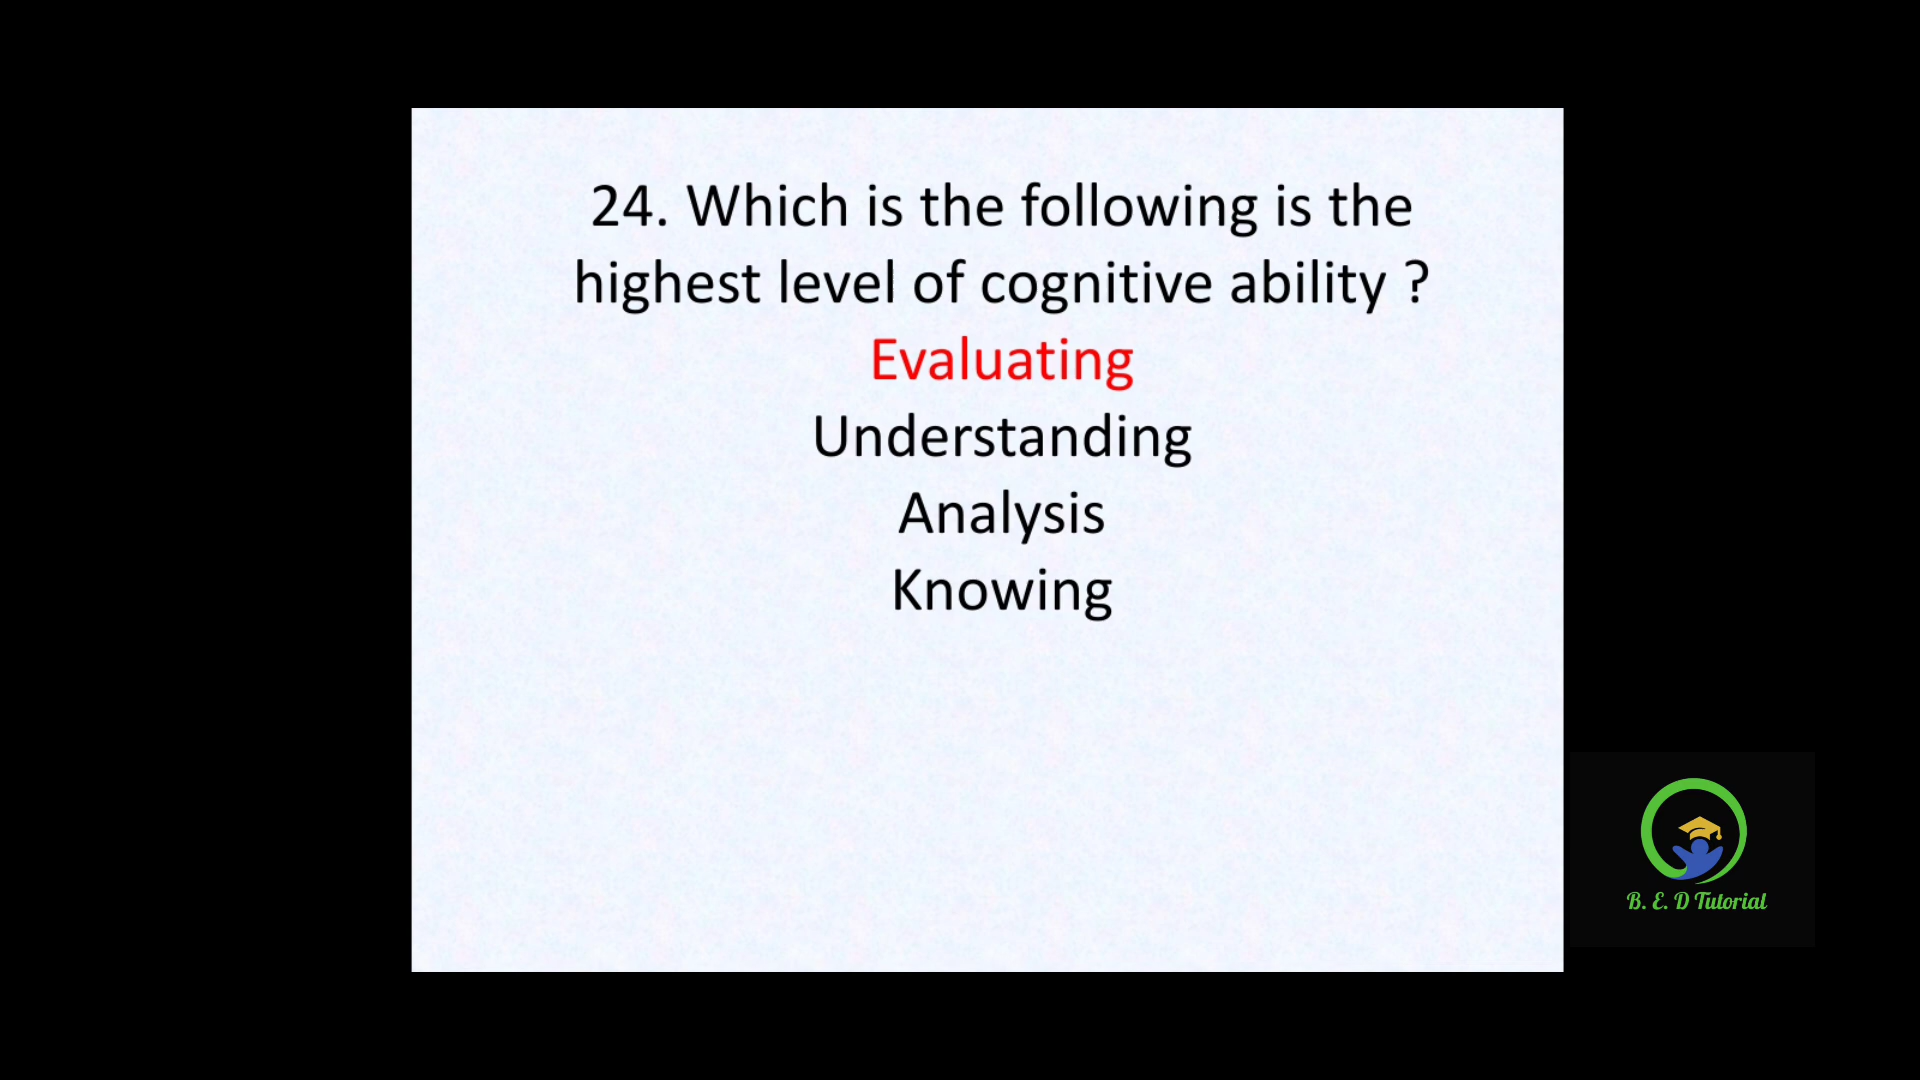 24. Which is the following is the
highest level of cognitive ability ?
Evaluating
Understanding
Analysis
Knowing
B. E. D Tutorial